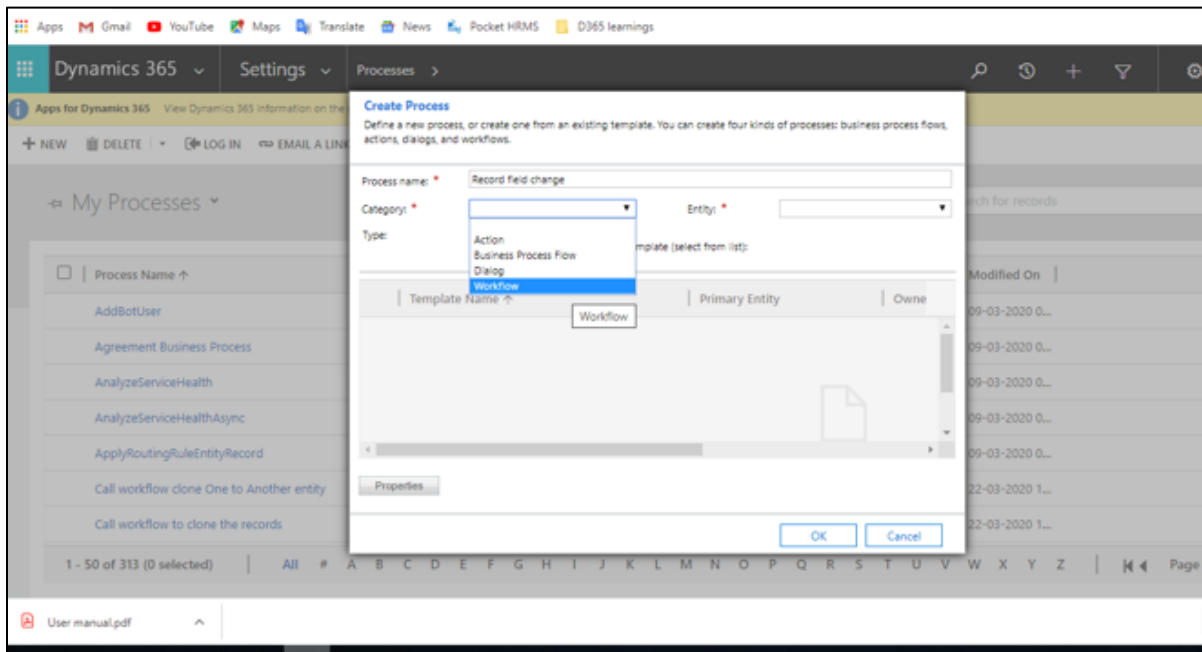 Apps Gmail YouTube Maps Translate News Pocket HRMS D365 learnings
Dynamics 365 Settings Processes >
Apps for Dynamics 365 View Dynamics 365 information on the
+ NEW DELETE LOG IN EMAIL A LINK
My Processes
rch for records
Process Name ↑
Modified On
AddBotUser
09-03-2020 0...
Agreement Business Process
09-03-2020 0...
AnalyzeServiceHealth
09-03-2020 0...
AnalyzeServiceHealthAsync
09-03-2020 0...
ApplyRoutingRuleEntityRecord
09-03-2020 0...
Call workflow clone One to Another entity
22-03-2020 1...
Call workflow to clone the records
22-03-2020 1...
Create Process
Define a new process, or create one from an existing template. You can create four kinds of processes: business process flows,
actions, dialogs, and workflows.
Process name: * Record field change
Category: * Entity: *
Type:
Action
Business Process Flow
Dialog
Workflow
mplate (select from list):
Template Name ↑ Primary Entity Owne
Workflow
Properties
OK Cancel
1 - 50 of 313 (0 selected) All # A B C D E F G H I J K L M N O P Q R S T U V W X Y Z Page
User manual.pdf